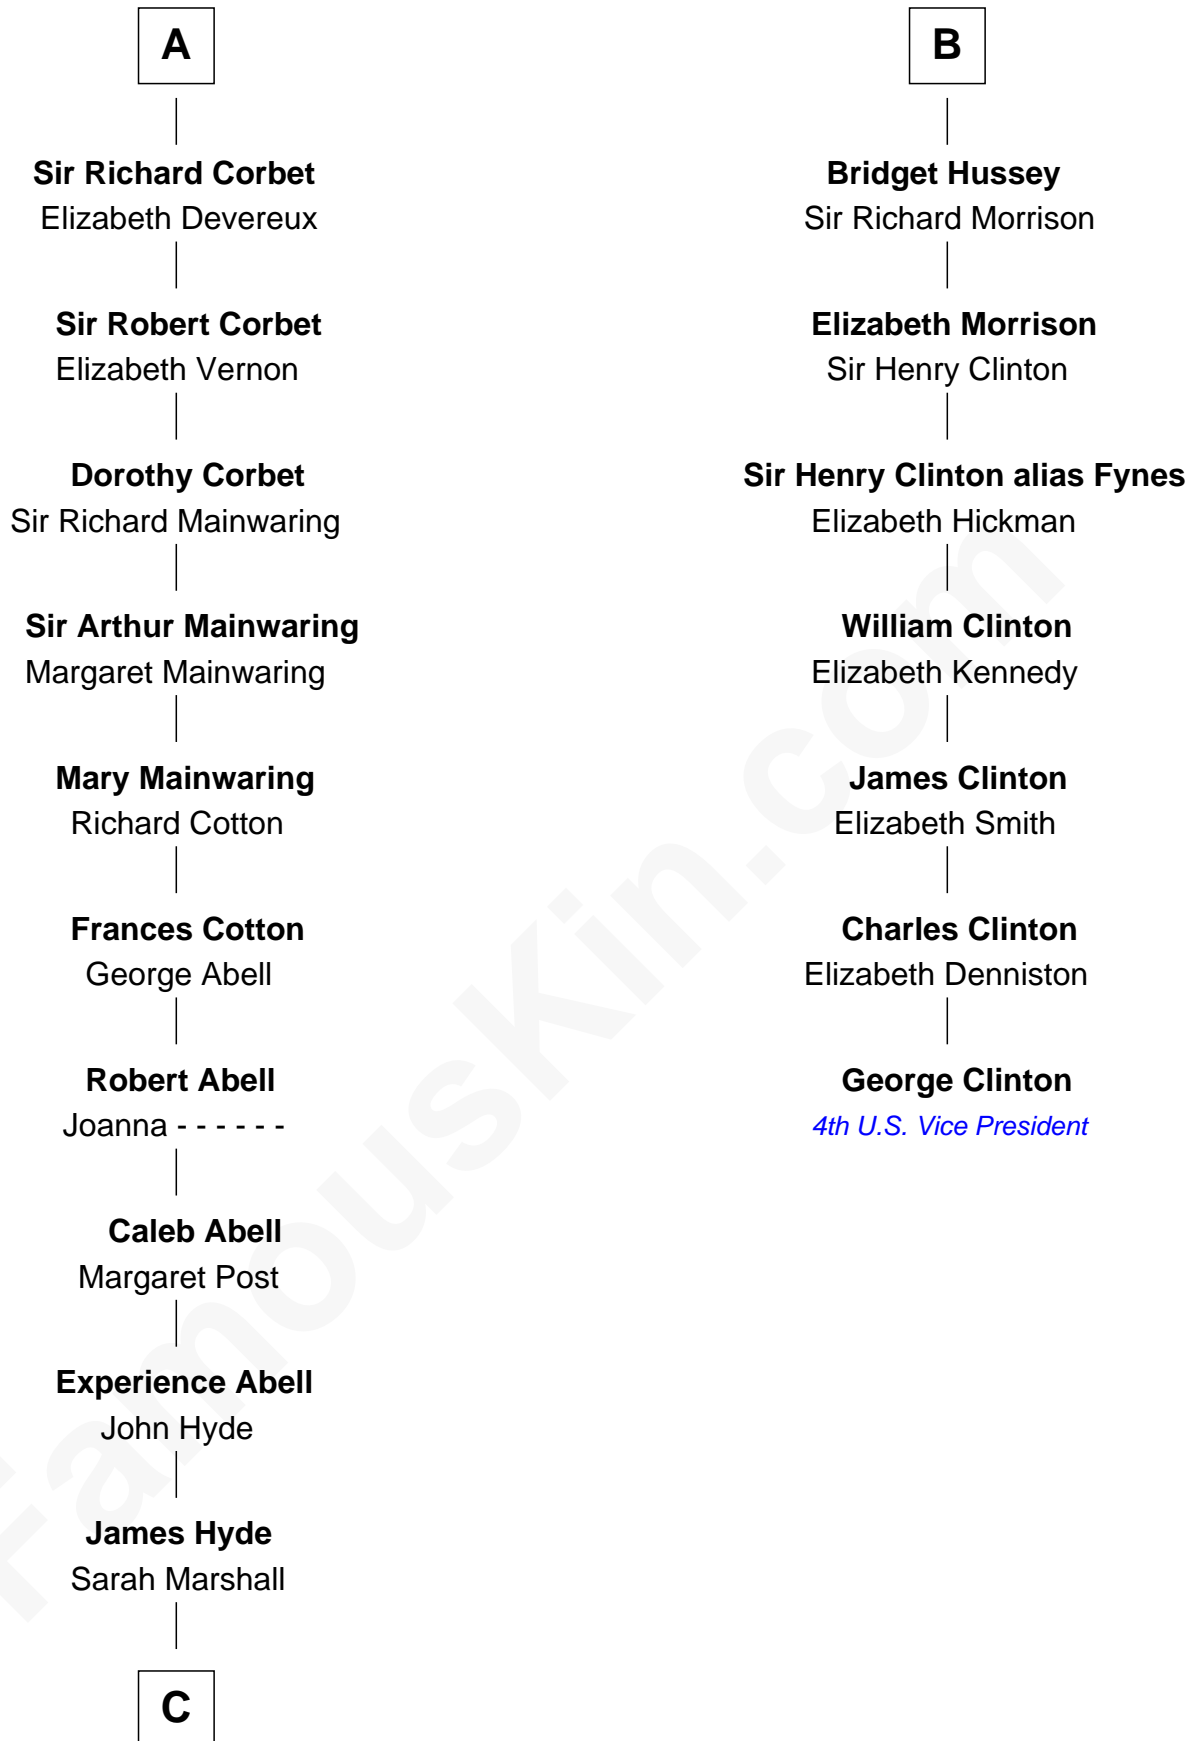 A
Sir Richard Corbet
Elizabeth Devereux
Sir Robert Corbet
Elizabeth Vernon
Dorothy Corbet
Sir Richard Mainwaring
Sir Arthur Mainwaring
Margaret Mainwaring
Mary Mainwaring
Richard Cotton
Frances Cotton
George Abell
Robert Abell
Joanna - - - - - -
Caleb Abell
Margaret Post
Experience Abell
John Hyde
James Hyde
Sarah Marshall
C
B
Bridget Hussey
Sir Richard Morrison
Elizabeth Morrison
Sir Henry Clinton
Sir Henry Clinton alias Fynes
Elizabeth Hickman
William Clinton
Elizabeth Kennedy
James Clinton
Elizabeth Smith
Charles Clinton
Elizabeth Denniston
George Clinton
4th U.S. Vice President
FamousKin.com